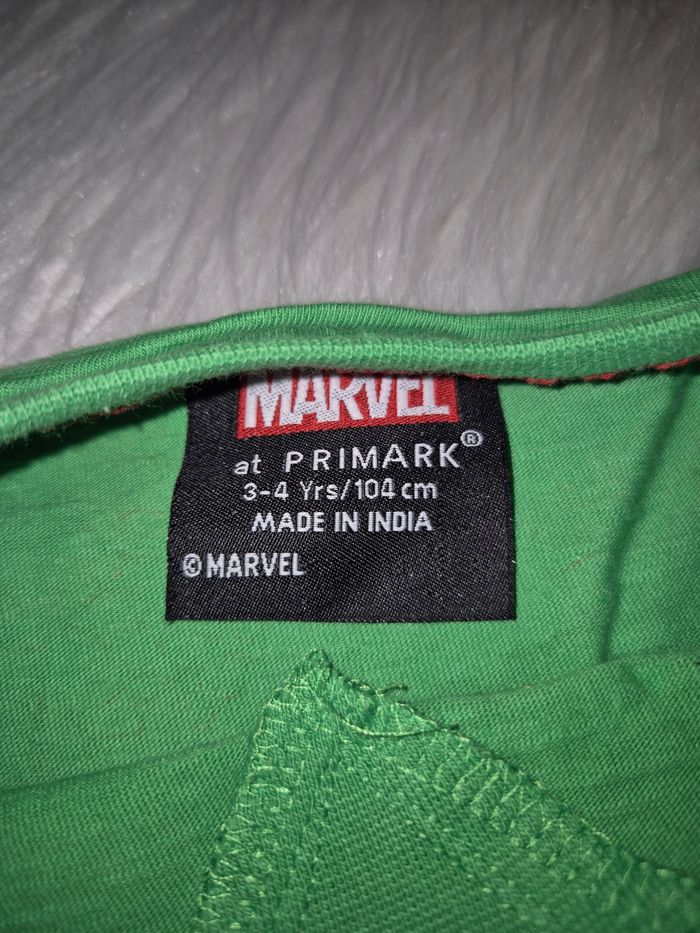 MARVEL
at PRIMARK®
3-4 Yrs/104 cm
MADE IN INDIA
©MARVEL